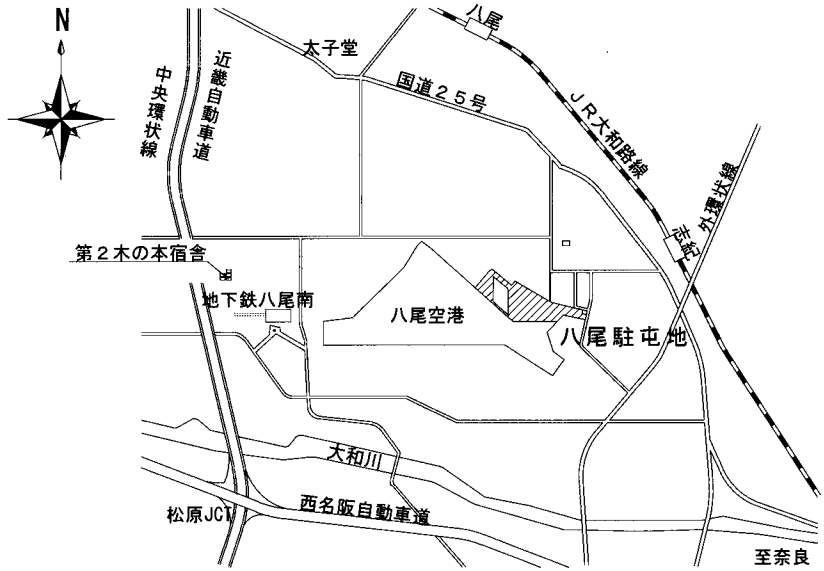 N
八尾
太子堂
近畿自動車道
中央環状線
国道２５号
ＪＲ大和路線
外環状線
志紀
第２木の本宿舎
地下鉄八尾南
八尾空港
八尾駐屯地
大和川
松原JCT
西名阪自動車道
至奈良